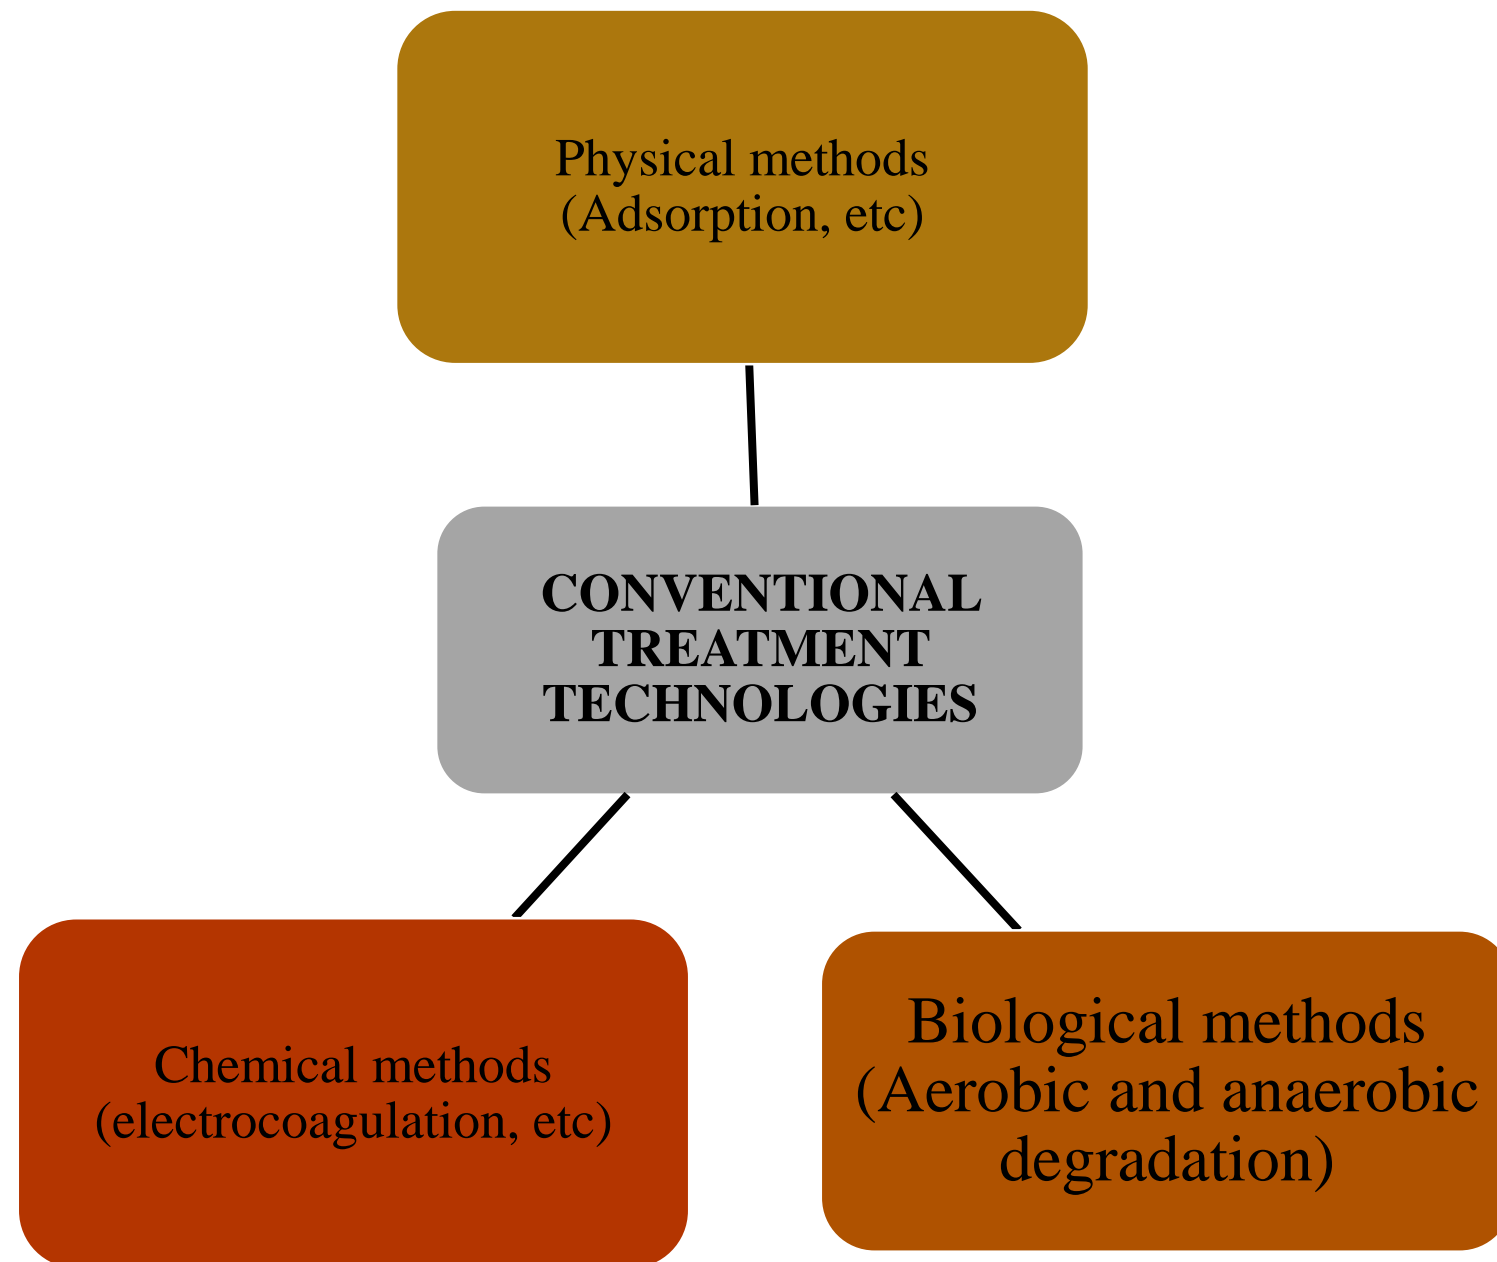 Physical methods
(Adsorption, etc)
CONVENTIONAL
TREATMENT
TECHNOLOGIES
Chemical methods
(electrocoagulation, etc)
Biological methods
(Aerobic and anaerobic
degradation)